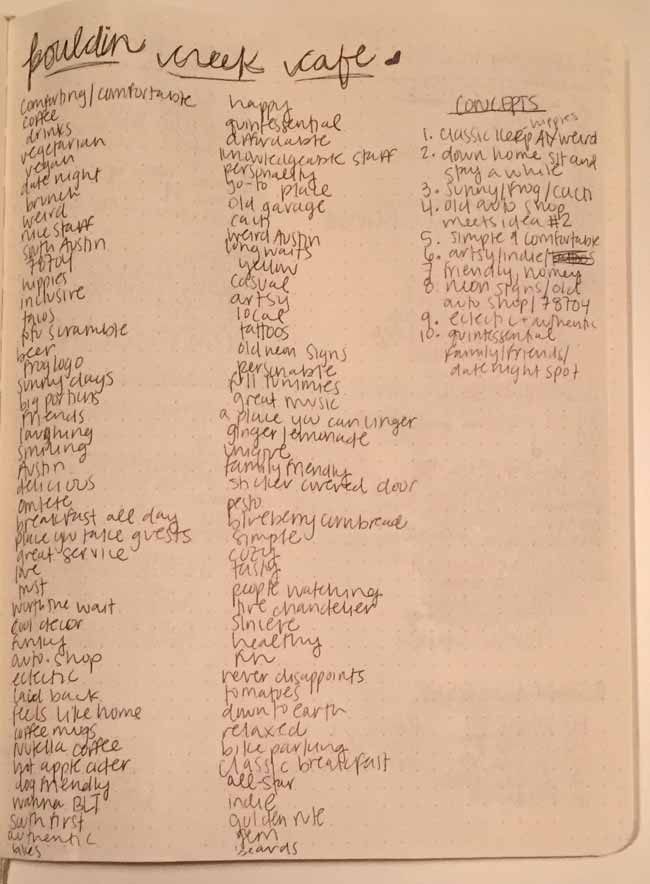 bouldin creek cafe.
comforting/comfortable
coffee
drinks
vegetarian
vegan
date night
brunch
weird
nice staff
south Austin
78704
hippies
inclusive
tacos
tofu scramble
beer
frog logo
sunny days
big portions
friends
laughing
smiling
Austin
delicious
omlete
breakfast all day
place you take guests
great service
love
must
worth the wait
cool decor
funky
auto-shop
eclectic
laid back
feels like home
coffee mugs
Nutella coffee
hot apple cider
dog friendly
wanna BLT
south first
authentic
bikes
happy
quintessential
affordable
knowledgeable staff
personality
go-to place
old garage
cacti
weird Austin
long waits
yellow
casual
artsy
local
tattoos
old neon signs
personable
full tummies
great music
a place you can linger
ginger lemonade
unique
family friendly
sticker covered door
pesto
blueberry cornbread
simple
cozy
tasty
people watching
tire chandelier
sincere
healthy
fun
never disappoints
tomatoes
down to earth
relaxed
bike parking
classic breakfast
all-star
indie
golden rule
gem
beards
CONCEPTS
hippies
1. classic keep ATX weird
2. down home sit and
stay a while
3. sunny/frog/cacti
4. old auto shop
meets idea #2
5. simple & comfortable
6. artsy/indie/
7. friendly, homey
8. neon signs/old
auto shop/78704
9. eclectic + authentic
10. quintessential
family/friends/
date night spot